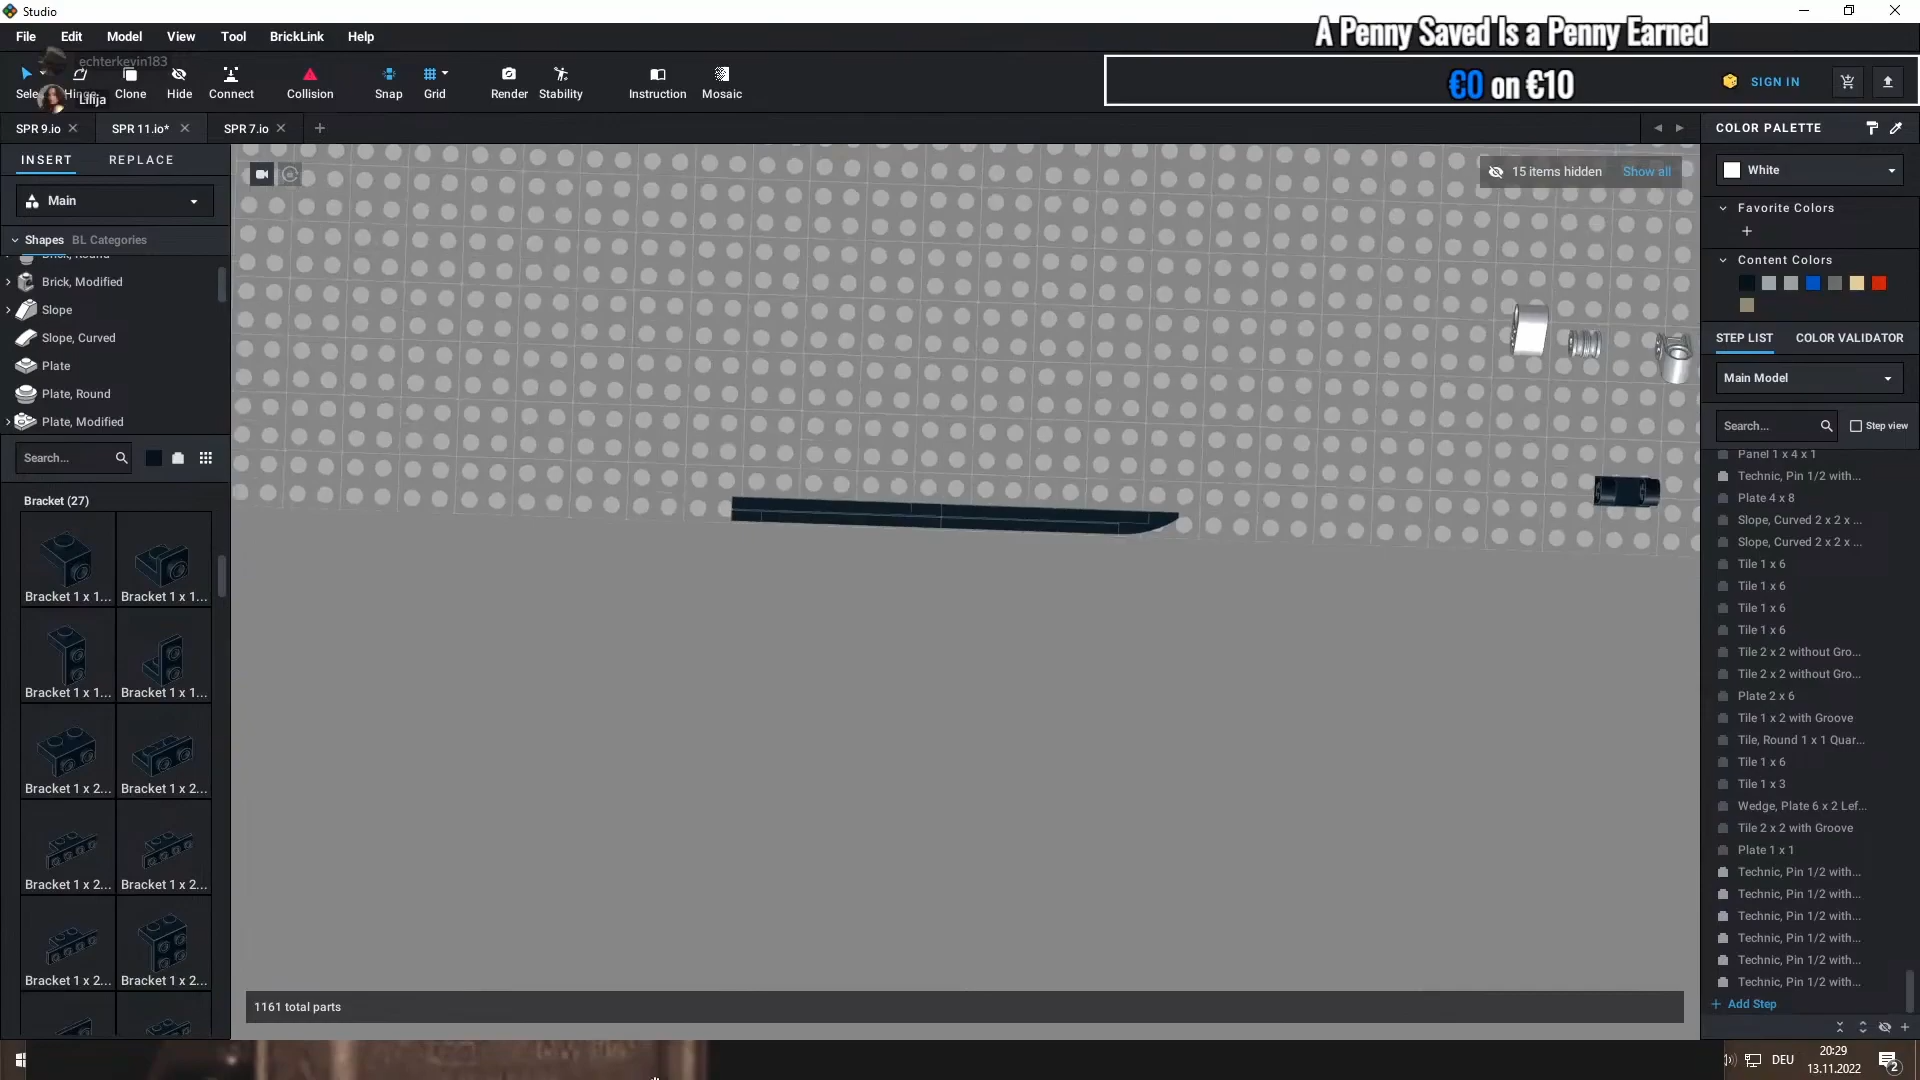 Studio
A Penny Saved Is a Penny Earned
File Edit Model View Tool BrickLink Help
echterkevin183
Lilija
Clone Hide Connect Collision Snap Grid Render Stability Instruction Mosaic
€0 on €10
SIGN IN
SPR 9.io SPR 11.io* SPR 7.io
INSERT REPLACE
Main
Shapes BL Categories
Brick, Round
Brick, Modified
Slope
Slope, Curved
Plate
Plate, Round
Plate, Modified
Search...
Bracket (27)
Bracket 1 x 1... Bracket 1 x 1...
Bracket 1 x 1... Bracket 1 x 1...
Bracket 1 x 2... Bracket 1 x 2...
Bracket 1 x 2... Bracket 1 x 2...
Bracket 1 x 2... Bracket 1 x 2...
15 items hidden Show all
1161 total parts
COLOR PALETTE
White
Favorite Colors
Content Colors
STEP LIST COLOR VALIDATOR
Main Model
Search... Step view
Panel 1 x 4 x 1
Technic, Pin 1/2 with...
Plate 4 x 8
Slope, Curved 2 x 2 x ...
Slope, Curved 2 x 2 x ...
Tile 1 x 6
Tile 1 x 6
Tile 1 x 6
Tile 1 x 6
Tile 2 x 2 without Gro...
Tile 2 x 2 without Gro...
Plate 2 x 6
Tile 1 x 2 with Groove
Tile, Round 1 x 1 Quar...
Tile 1 x 6
Tile 1 x 3
Wedge, Plate 6 x 2 Lef...
Tile 2 x 2 with Groove
Plate 1 x 1
Technic, Pin 1/2 with...
Technic, Pin 1/2 with...
Technic, Pin 1/2 with...
Technic, Pin 1/2 with...
Technic, Pin 1/2 with...
Technic, Pin 1/2 with...
Add Step
DEU
20:29
13.11.2022
2